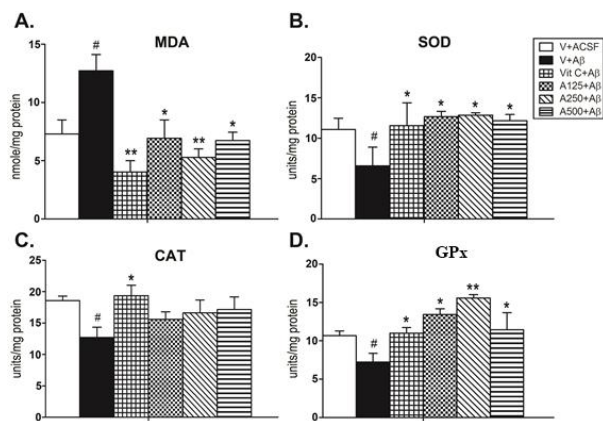 A.
MDA
nmole/mg protein
15
10
5
0
#
**
*
**
*
B.
SOD
units/mg protein
20
15
10
5
0
#
*
*
*
*
V+ACSF
V+Aβ
Vit C+Aβ
A125+Aβ
A250+Aβ
A500+Aβ
C.
CAT
units/mg protein
25
20
15
10
5
0
#
*
D.
GPx
units/mg protein
20
15
10
5
0
#
*
*
**
*